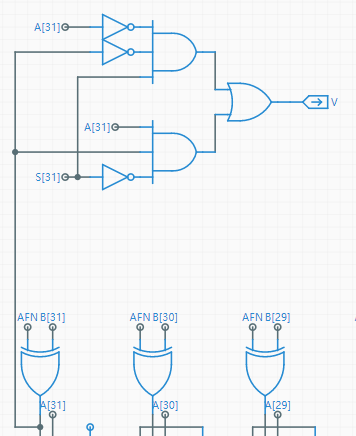 A[31]
V
A[31]
S[31]
AFN B[31] AFN B[30] AFN B[29]
A[31] A[30] A[29]